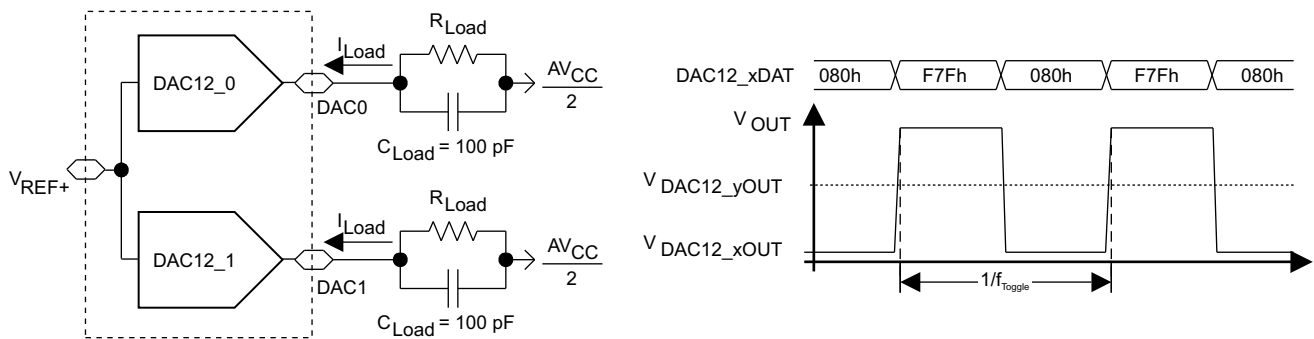 R Load
I Load
DAC12_0
DAC0
AV CC
2
C Load = 100 pF
V REF+
R Load
I Load
DAC12_1
DAC1
AV CC
2
C Load = 100 pF
DAC12_xDAT 080h F7Fh 080h F7Fh 080h
V OUT
V DAC12_yOUT
V DAC12_xOUT
1/f Toggle